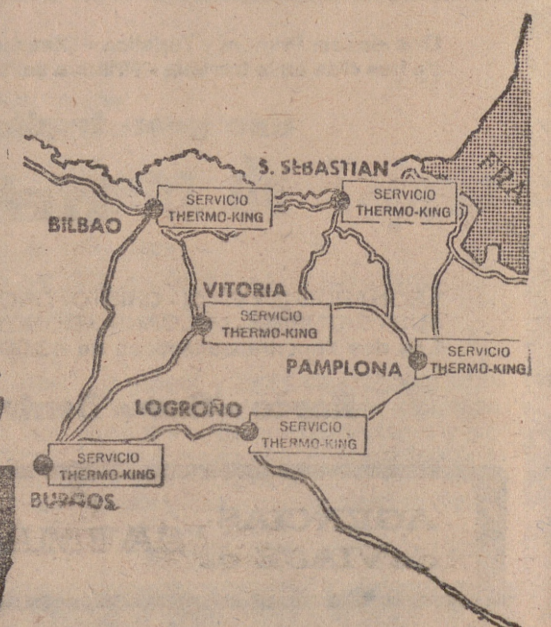 S. SEBASTIAN
FRA
SERVICIO
THERMO-KING
SERVICIO
THERMO-KING
BILBAO
VITORIA
SERVICIO
THERMO-KING
PAMPLONA
SERVICIO
THERMO-KING
LOGROÑO
SERVICIO
THERMO-KING
SERVICIO
THERMO-KING
BURGOS